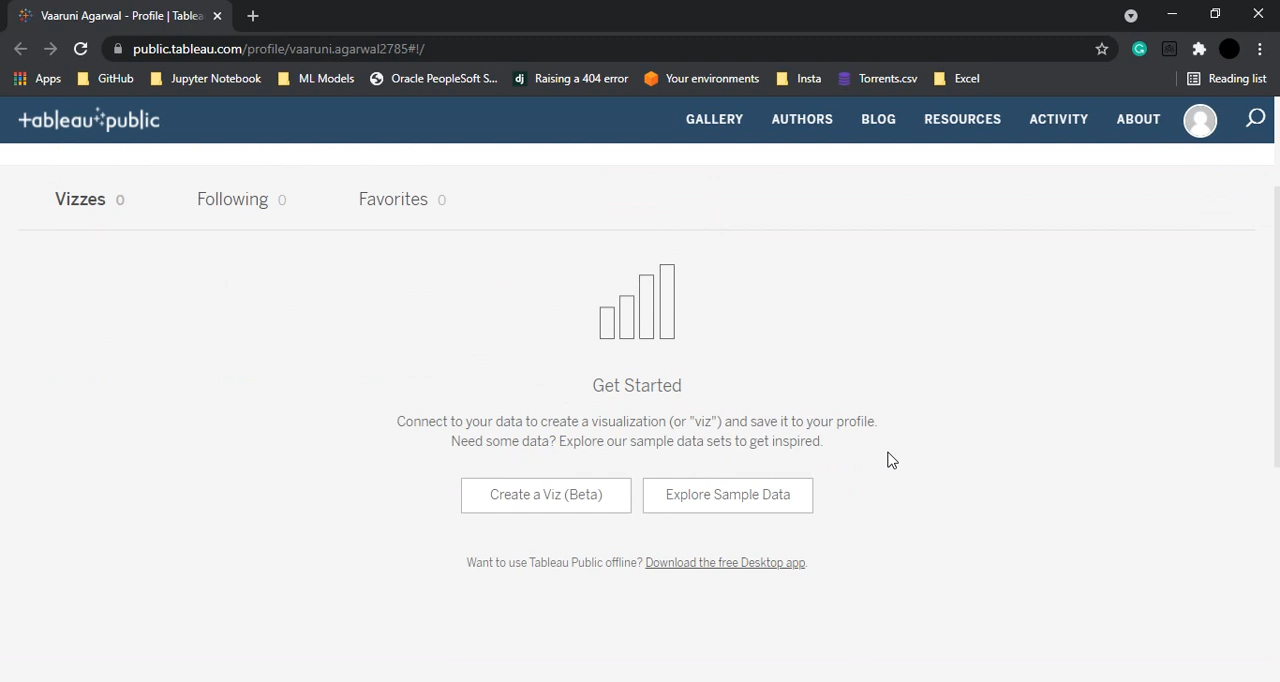 Vaaruni Agarwal - Profile | Tablea
public.tableau.com/profile/vaaruni.agarwal2785#!/
Apps GitHub Jupyter Notebook ML Models Oracle PeopleSoft S... dj Raising a 404 error Your environments Insta Torrents.csv Excel Reading list
+ableau public GALLERY AUTHORS BLOG RESOURCES ACTIVITY ABOUT
Vizzes 0 Following 0 Favorites 0
Get Started
Connect to your data to create a visualization (or "viz") and save it to your profile.
Need some data? Explore our sample data sets to get inspired.
Create a Viz (Beta) Explore Sample Data
Want to use Tableau Public offline? Download the free Desktop app.